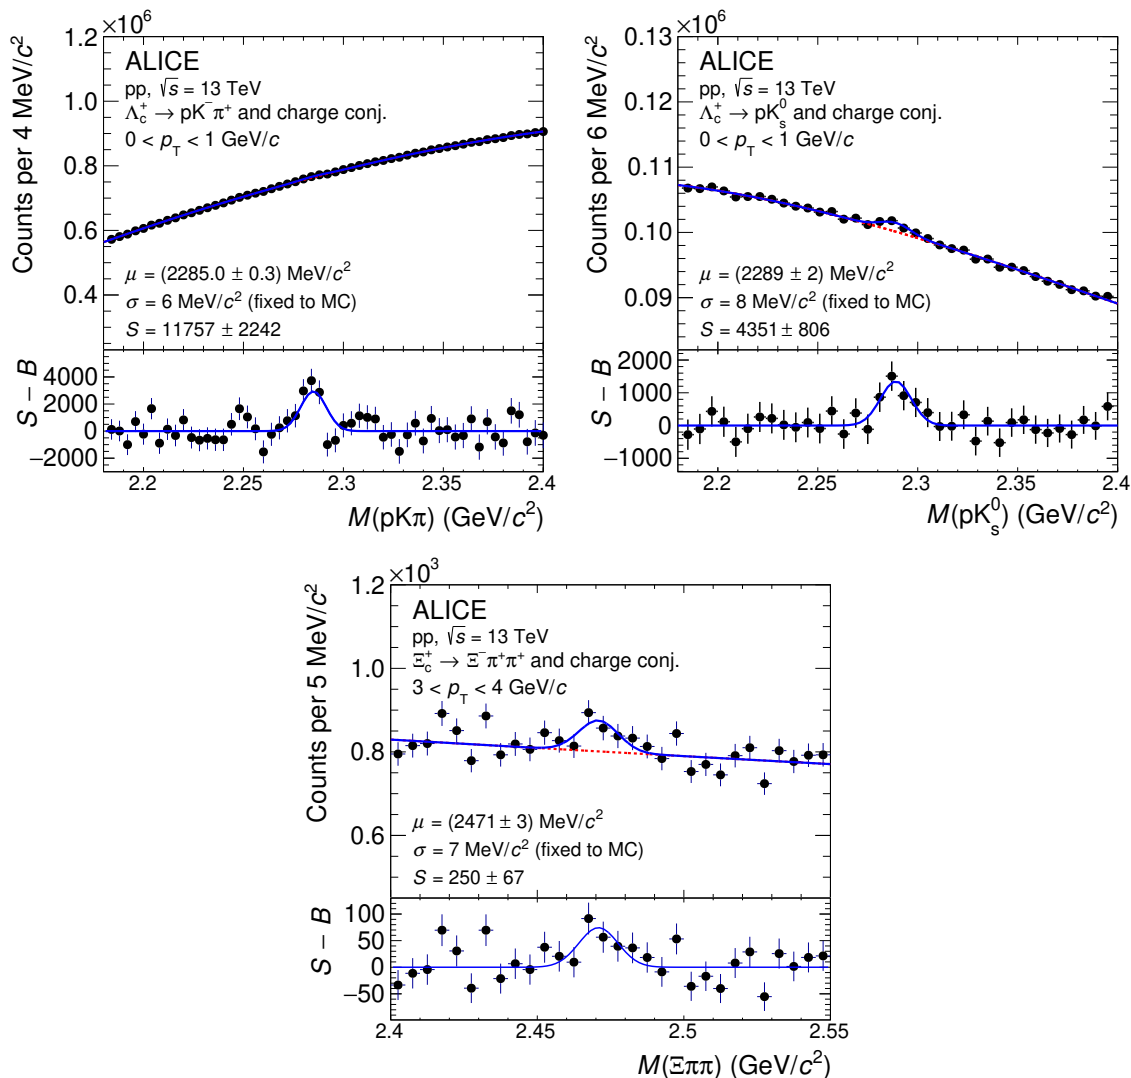 ×10⁶
ALICE
pp, √s = 13 TeV
Λc⁺ → pK⁻π⁺ and charge conj.
0 < pT < 1 GeV/c
μ = (2285.0 ± 0.3) MeV/c²
σ = 6 MeV/c² (fixed to MC)
S = 11757 ± 2242
Counts per 4 MeV/c²
1.2
1.0
0.8
0.6
0.4
S − B
4000
2000
0
−2000
2.2
2.25
2.3
2.35
2.4
M(pKπ) (GeV/c²)
×10⁶
ALICE
pp, √s = 13 TeV
Λc⁺ → pKs⁰ and charge conj.
0 < pT < 1 GeV/c
μ = (2289 ± 2) MeV/c²
σ = 8 MeV/c² (fixed to MC)
S = 4351 ± 806
Counts per 6 MeV/c²
0.13
0.12
0.11
0.10
0.09
S − B
2000
1000
0
−1000
2.2
2.25
2.3
2.35
2.4
M(pKs⁰) (GeV/c²)
×10³
ALICE
pp, √s = 13 TeV
Ξc⁺ → Ξ⁻π⁺π⁺ and charge conj.
3 < pT < 4 GeV/c
μ = (2471 ± 3) MeV/c²
σ = 7 MeV/c² (fixed to MC)
S = 250 ± 67
Counts per 5 MeV/c²
1.2
1.0
0.8
0.6
S − B
100
50
0
−50
2.4
2.45
2.5
2.55
M(Ξππ) (GeV/c²)